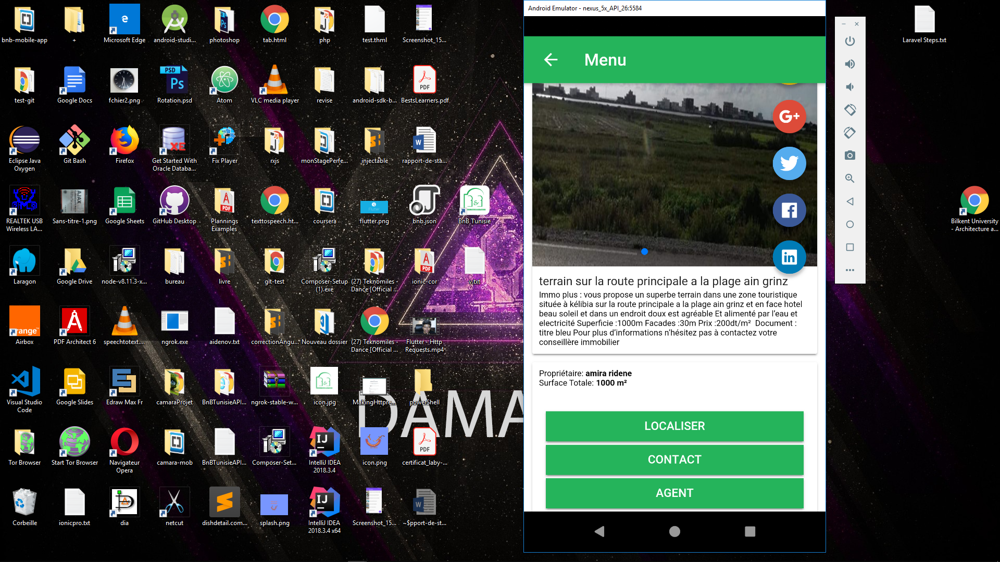 bnb-mobile-app
+
Microsoft Edge
android-studi...
photoshop
tab.html
php
test.thml
Screenshot_15...
test-git
Google Docs
fchier2.png
Rotation.psd
Atom
VLC media player
revise
android-sdk-b...
BestsLearners.pdf
Eclipse Java
Oxygen
Git Bash
Firefox
Get Started With
Oracle Databa...
Fix Player
rxjs
monStagePerfe...
injectable
rapport-de-sta...
REALTEK USB
Wireless LA...
Sans-titre-1.png
Google Sheets
GitHub Desktop
Plannings
Examples
texttospeech.ht...
coursera
flutter.png
bnb.json
BnB Tunisie
Laragon
Google Drive
node-v8.11.3-x...
bureau
livre
git-test
Composer-Setup
(1).exe
(27) Teknomiles -
Dance [Official ...
ionic-cor
v.txt
Airbox
PDF Architect 6
speechtotext....
ngrok.exe
aidenov.txt
correctionAngu...
Nouveau dossier
(27) Teknomiles -
Dance [Official ...
Flutter - Http
Requests.mp4
Visual Studio
Code
Google Slides
Edraw Max Fr
camaraProjet
BnBTunisieAPI...
ngrok-stable-w...
icon.jpg
MakingHttpre...
powerShell
DAMA
Tor Browser
Start Tor Browser
Navigateur
Opera
camara-mob
BnBTunisieAPI...
Composer-Set...
IntelliJ IDEA
2018.3.4
icon.png
certificat_laby-...
Corbeille
ionicpro.txt
dia
netcut
dishdetail.com...
splash.png
IntelliJ IDEA
2018.3.4 x64
Screenshot_15...
~$pport-de-st...
Android Emulator - nexus_5x_API_26:5584
Menu
G+
in
terrain sur la route principale a la plage ain grinz
Immo plus : vous propose un superbe terrain dans une zone touristique
située à kélibia sur la route principale a la plage ain grinz et en face hotel
beau soleil et dans un endroit doux est agréable Et alimenté par l’eau et
electricité Superficie :1000m Facades :30m Prix :200dt/m² Document :
titre bleu Pour plus d’informations n’hésitez pas à contactez votre
conseillère immobilier
Propriétaire: amira ridene
Surface Totale: 1000 m²
LOCALISER
CONTACT
AGENT
Laravel Steps.txt
Bilkent University
- Architecture a...